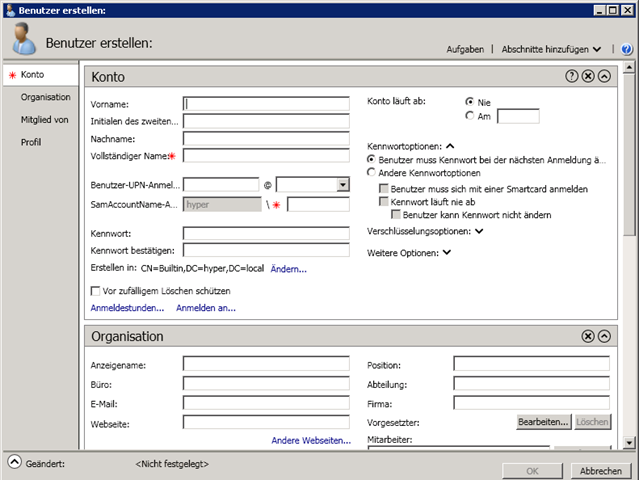 Benutzer erstellen:
Benutzer erstellen:
Aufgaben | Abschnitte hinzufügen
Konto
Organisation
Mitglied von
Profil
Konto
Vorname:
Initialen des zweiten...
Nachname:
Vollständiger Name:*
Benutzer-UPN-Anmel... @
SamAccountName-A... hyper \ *
Kennwort:
Kennwort bestätigen:
Erstellen in: CN=Builtin,DC=hyper,DC=local Ändern...
Vor zufälligem Löschen schützen
Anmeldestunden... Anmelden an...
Konto läuft ab: Nie
Am
Kennwortoptionen:
Benutzer muss Kennwort bei der nächsten Anmeldung ä...
Andere Kennwortoptionen
Benutzer muss sich mit einer Smartcard anmelden
Kennwort läuft nie ab
Benutzer kann Kennwort nicht ändern
Verschlüsselungsoptionen:
Weitere Optionen:
Organisation
Anzeigename:
Büro:
E-Mail:
Webseite:
Andere Webseiten...
Position:
Abteilung:
Firma:
Vorgesetzter: Bearbeiten... Löschen
Mitarbeiter:
Geändert: <Nicht festgelegt>
OK Abbrechen